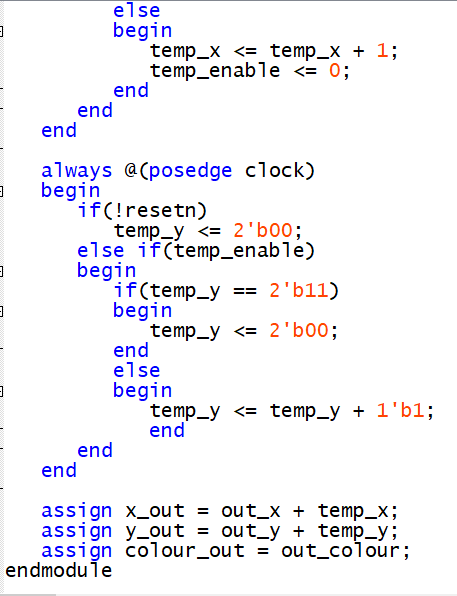 else
begin
temp_x <= temp_x + 1;
temp_enable <= 0;
end
end
end
always @(posedge clock)
begin
if(!resetn)
temp_y <= 2'b00;
else if(temp_enable)
begin
if(temp_y == 2'b11)
begin
temp_y <= 2'b00;
end
else
begin
temp_y <= temp_y + 1'b1;
end
end
end
assign x_out = out_x + temp_x;
assign y_out = out_y + temp_y;
assign colour_out = out_colour;
endmodule